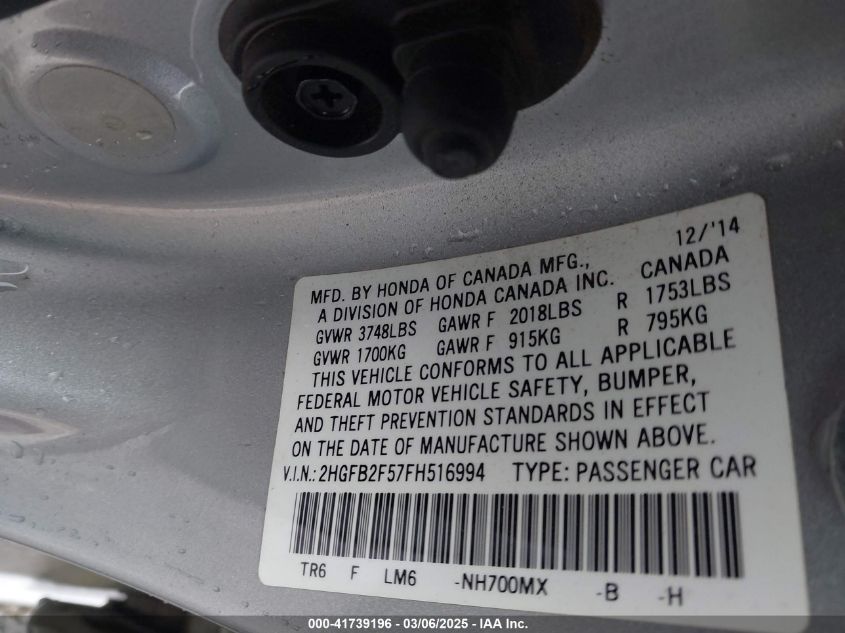 12/'14
MFD. BY HONDA OF CANADA MFG.,
A DIVISION OF HONDA CANADA INC. CANADA
GVWR 3748LBS GAWR F 2018LBS R 1753LBS
GVWR 1700KG GAWR F 915KG R 795KG
THIS VEHICLE CONFORMS TO ALL APPLICABLE
FEDERAL MOTOR VEHICLE SAFETY, BUMPER,
AND THEFT PREVENTION STANDARDS IN EFFECT
ON THE DATE OF MANUFACTURE SHOWN ABOVE.
V.I.N.: 2HGFB2F57FH516994 TYPE: PASSENGER CAR
TR6 F LM6 -NH700MX -B -H
000-41739196 - 03/06/2025 - IAA Inc.